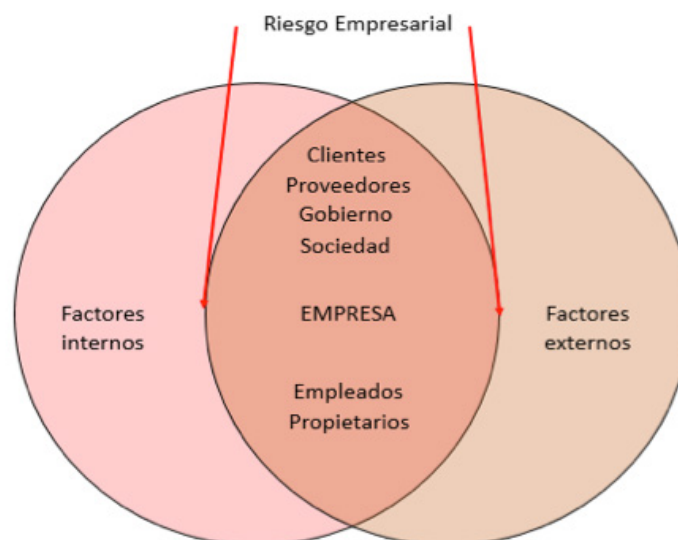 Riesgo Empresarial
Clientes
Proveedores
Gobierno
Sociedad
Factores
internos
EMPRESA
Factores
externos
Empleados
Propietarios